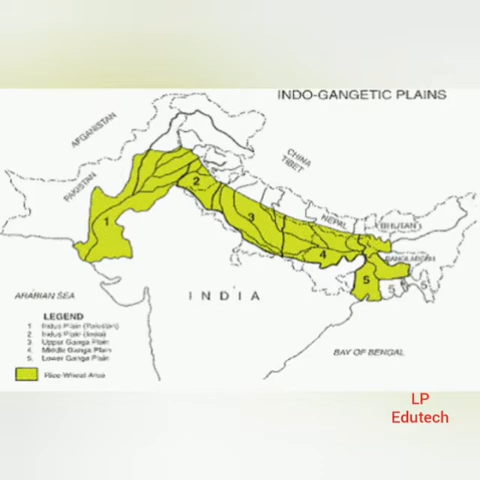 INDO-GANGETIC PLAINS
AFGANISTAN
CHINA
TIBET
PAKISTAN
NEPAL
BHUTAN
BANGLADESH
1
2
3
4
5
5
5
ARABIAN SEA
INDIA
BAY OF BENGAL
LEGEND
1 Indus Plain (Pakistan)
2 Indus Plain (India)
3 Upper Ganga Plain
4. Middle Ganga Plain
5. Lower Ganga Plain
Rice-Wheat Area
LP
Edutech